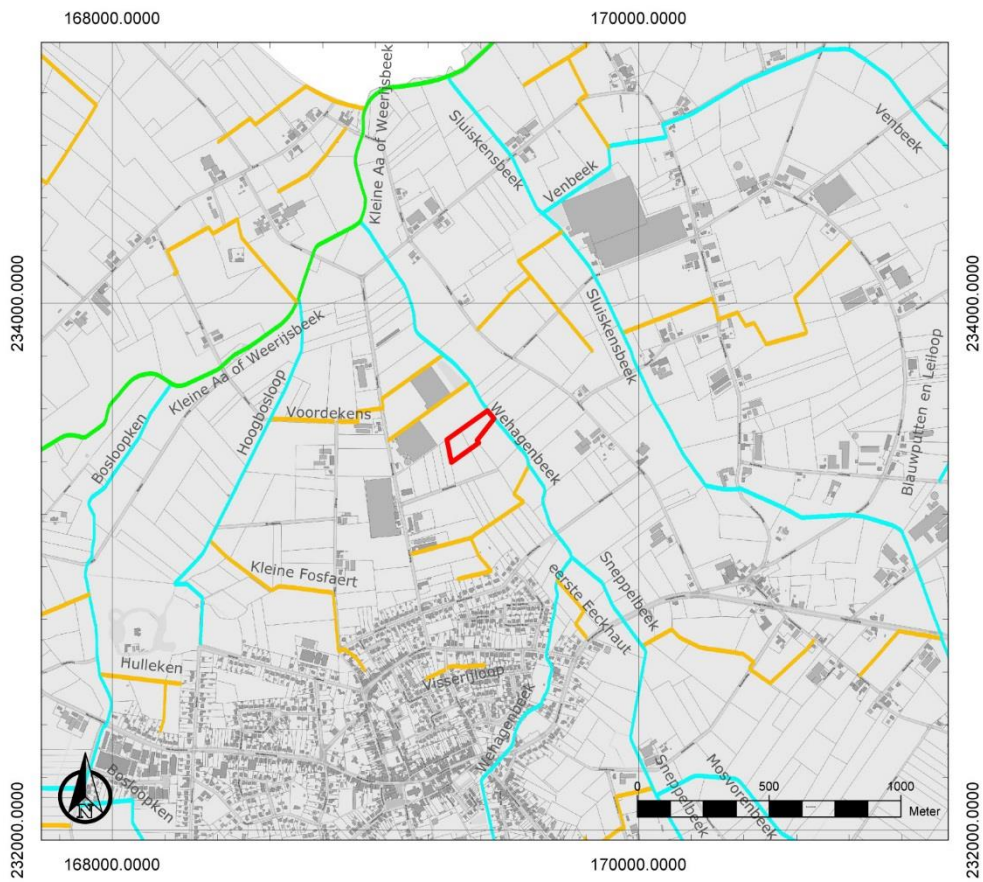 168000.0000
170000.0000
Kleine Aa of Weerijsbeek
Sluiskensbeek
Venbeek
Venbeek
234000.0000
234000.0000
Sluiskensbeek
Kleine Aa of Weerijsbeek
Hoogbosloop
Bosloopken
Voordekens
Wehagenbeek
Blauwputten en Leiloop
Kleine Fosfaert
eerste Eeckhaut
Sneppelbeek
Hulleken
Visserijloop
Wehagenbeek
Bosloopken
Sneppelbeek
Mosvorenbeek
N
0
500
1000
Meter
232000.0000
232000.0000
168000.0000
170000.0000